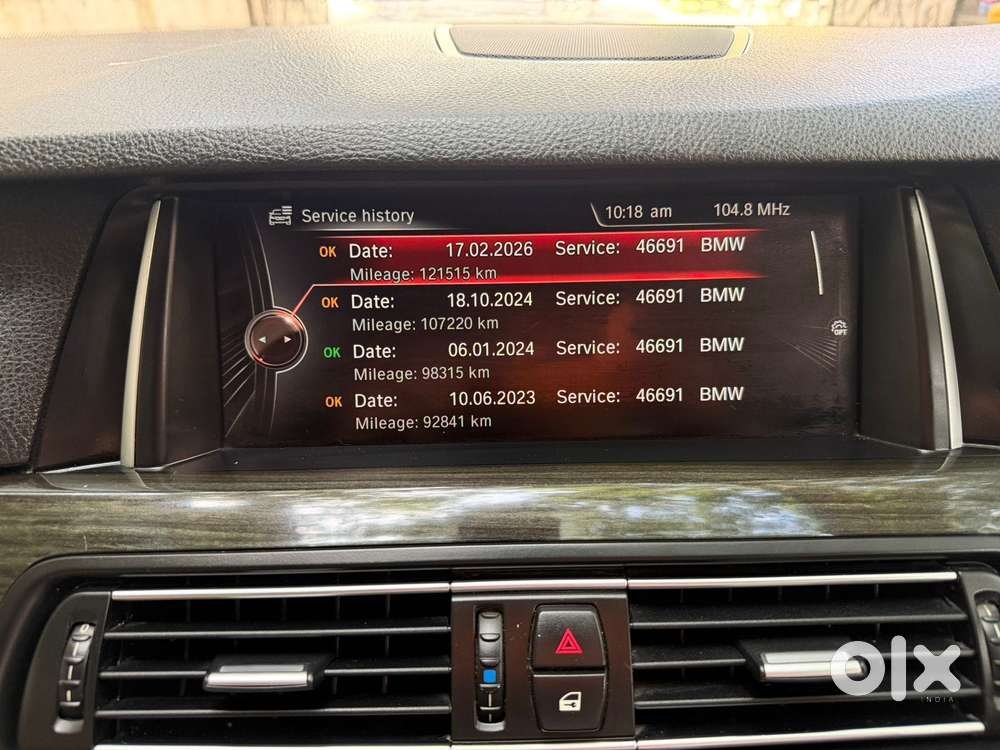 Service history 10:18 am 104.8 MHz
OK Date: 17.02.2026 Service: 46691 BMW
Mileage: 121515 km
OK Date: 18.10.2024 Service: 46691 BMW
Mileage: 107220 km
OPT
OK Date: 06.01.2024 Service: 46691 BMW
Mileage: 98315 km
OK Date: 10.06.2023 Service: 46691 BMW
Mileage: 92841 km
olx
INDIA